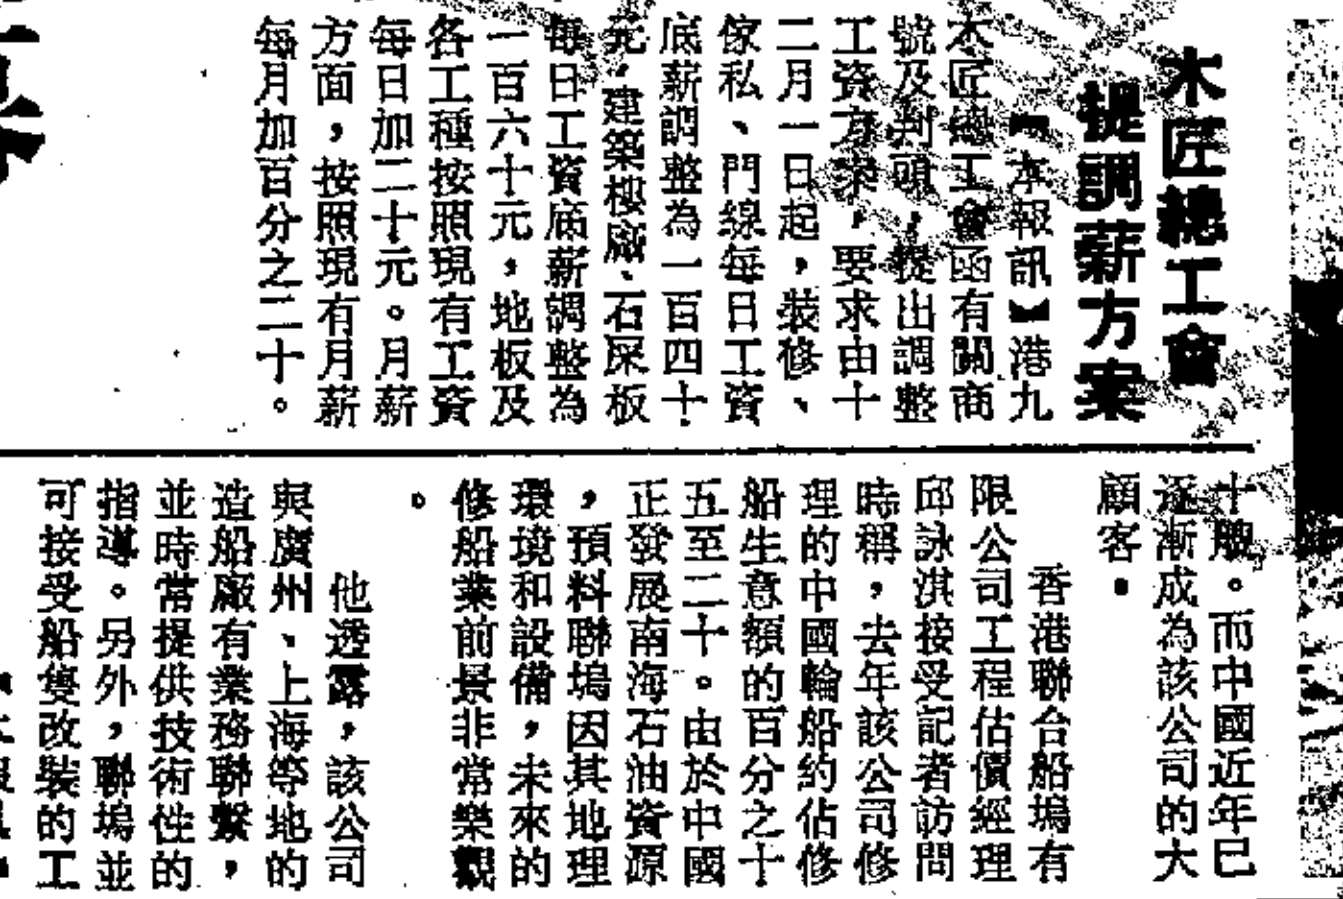 木匠總工會
提調薪方案
【本報訊】港九
木匠總工會函有關商
號及判頭，提出調整
工資方案，要求由十
二月一日起，裝修、
傢私、門線每日工資
底薪調整為一百四十
元，建築樓廠、石屎板
每日工資底薪調整為
一百六十元，地板及
各工種按照現有工資
每日加二十元。月薪
方面，按照現有月薪
每月加百分之二十。
十艘。而中國近年已
逐漸成為該公司的大
顧客。
香港聯合船塢有
限公司工程估價經理
邱詠淇接受記者訪問
時稱，去年該公司修
理的中國輪船約佔修
船生意額的百分之十
五至二十。由於中國
正發展南海石油資源
，預料聯塢因其地理
環境和設備，未來的
修船業前景非常樂觀
。
他透露，該公司
與廣州、上海等地的
造船廠有業務聯繫，
並時常提供技術性的
指導。另外，聯塢並
可接受船隻改裝的工